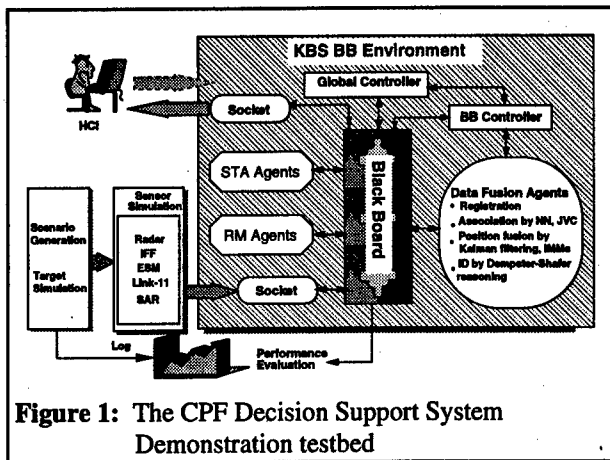 KBS BB Environment
Global Controller
HCI
Socket
BB Controller
STA Agents
Black Board
Data Fusion Agents
• Registration
• Association by NN, JVC
• Position fusion by
Kalman filtering, IMMs
• ID by Dempster-Shafer
reasoning
RM Agents
Scenario
Generation
Target
Simulation
Sensor
Simulation
Radar
IFF
ESM
Link-11
SAR
Socket
Log
Performance
Evaluation
Figure 1: The CPF Decision Support System
Demonstration testbed